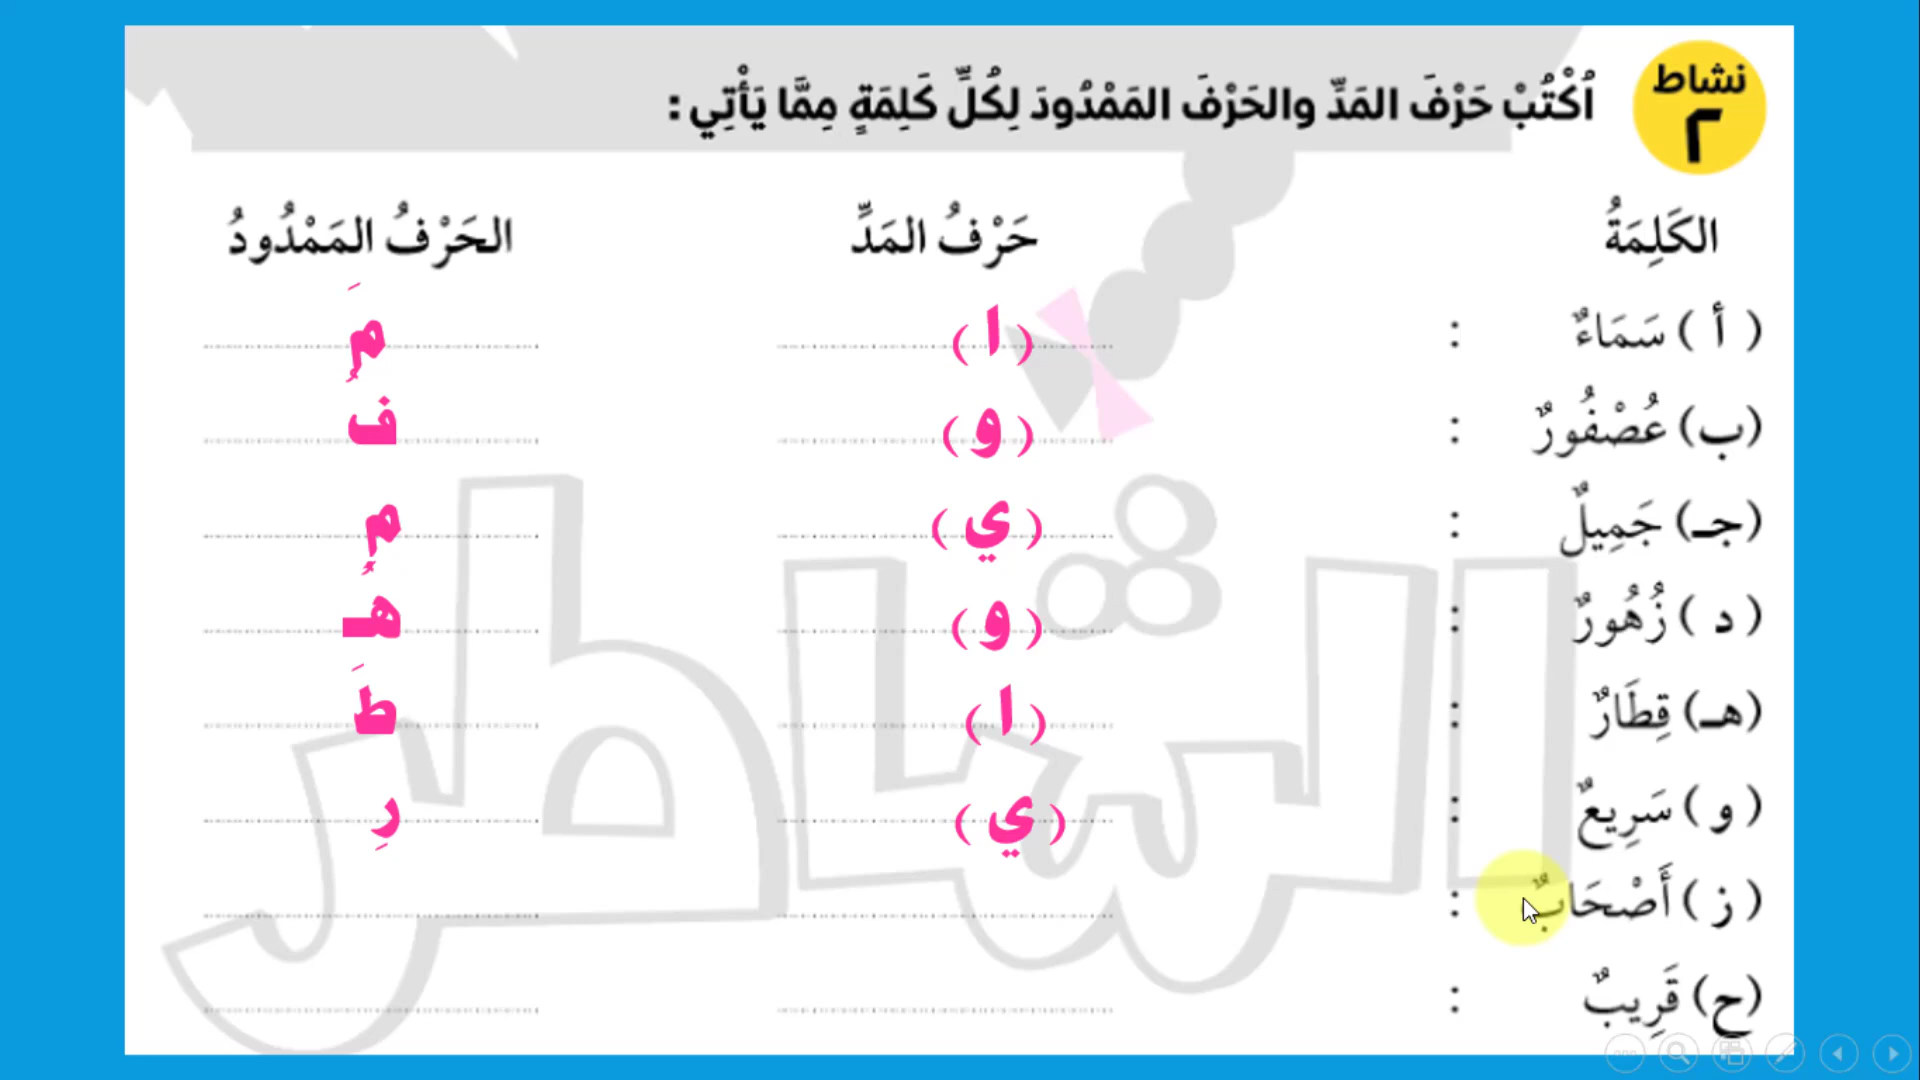 نشاط
٢
اُكْتُبْ حَرْفَ المَدِّ والحَرْفَ المَمْدُودَ لِكُلِّ كَلِمَةٍ مِمَّا يَأْتِي :
الكَلِمَةُ حَرْفُ المَدِّ الحَرْفُ المَمْدُودُ
( أ ) سَمَاءٌ : ( ا ) مَ
(ب) عُصْفُورٌ : ( و ) فُ
(جـ) جَمِيلٌ : ( ي ) مِ
( د ) زُهُورٌ : ( و ) هُـ
(هـ) قِطَارٌ : ( ا ) طَ
( و ) سَرِيعٌ : ( ي ) رِ
( ز ) أَصْحَابٌ :
(ح) قَرِيبٌ :
الشاطر